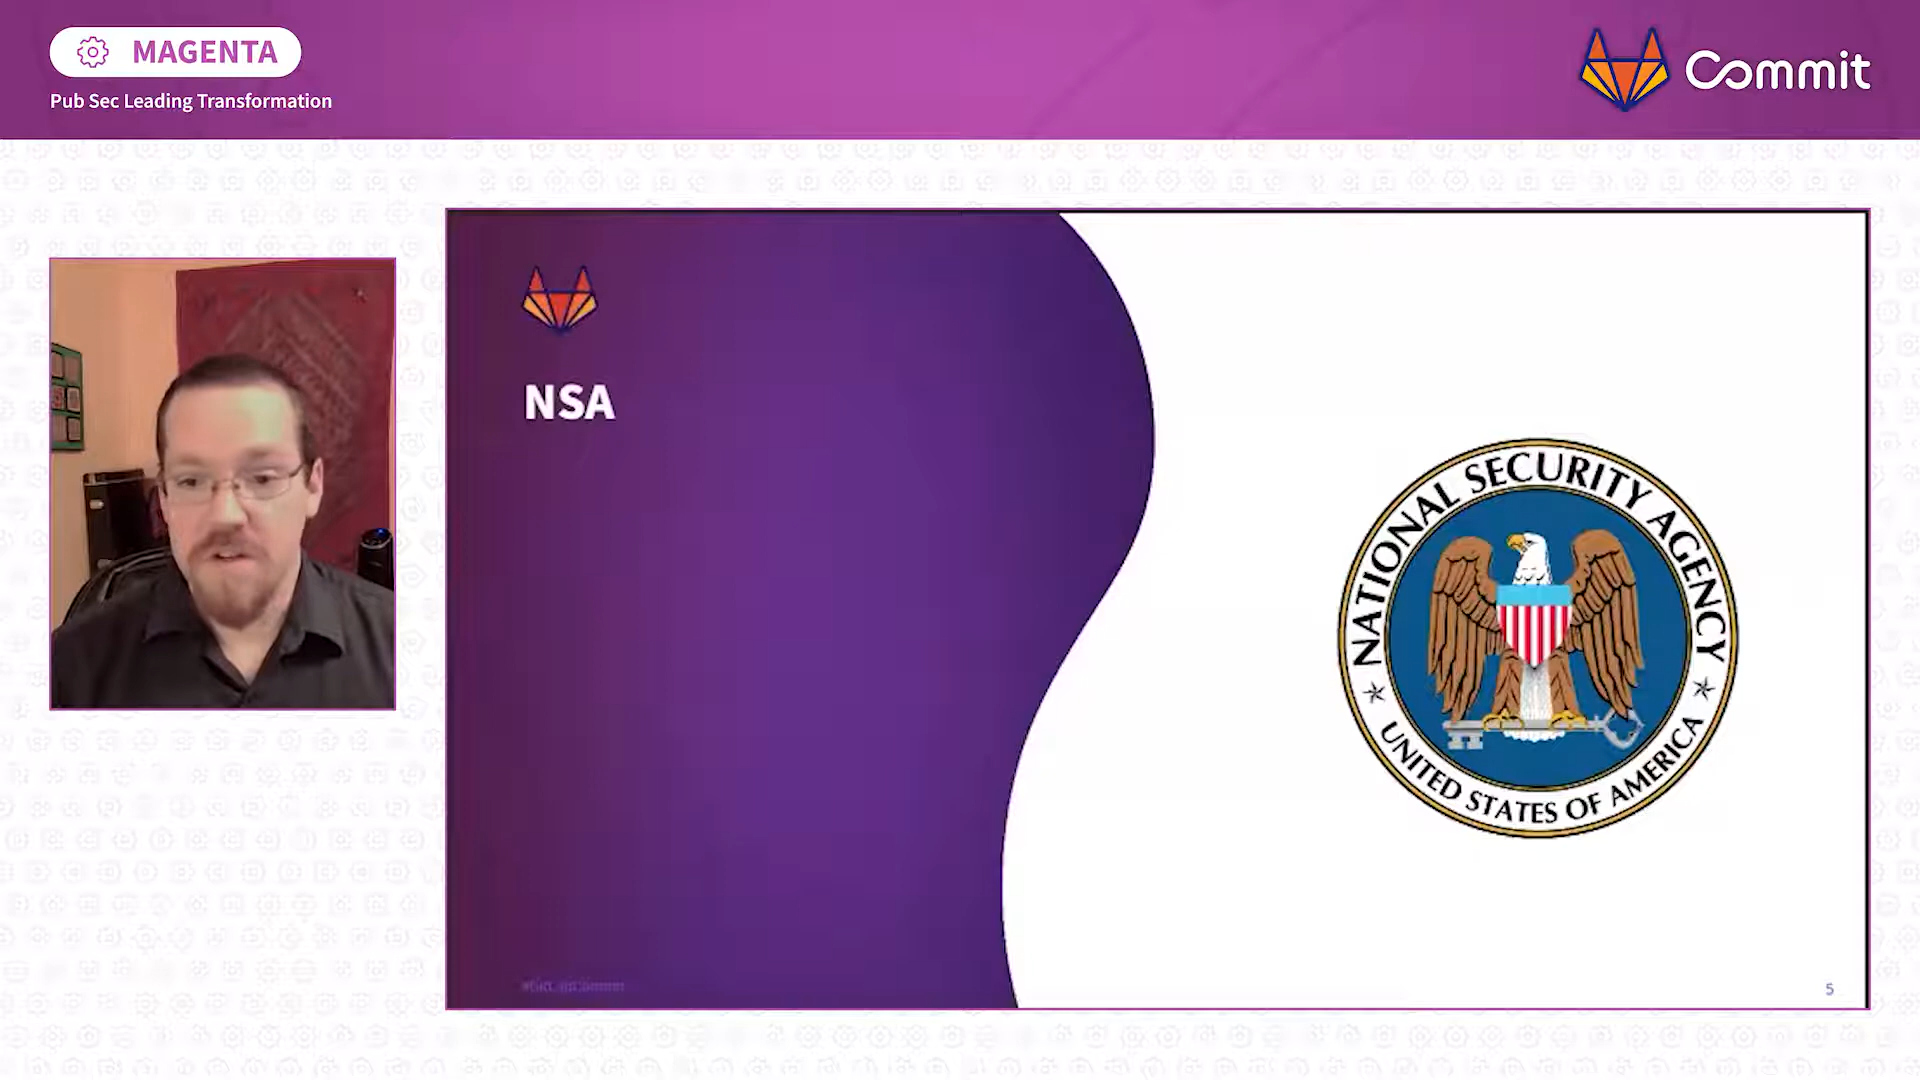 MAGENTA
Pub Sec Leading Transformation
Commit
NSA
NATIONAL SECURITY AGENCY
UNITED STATES OF AMERICA
5